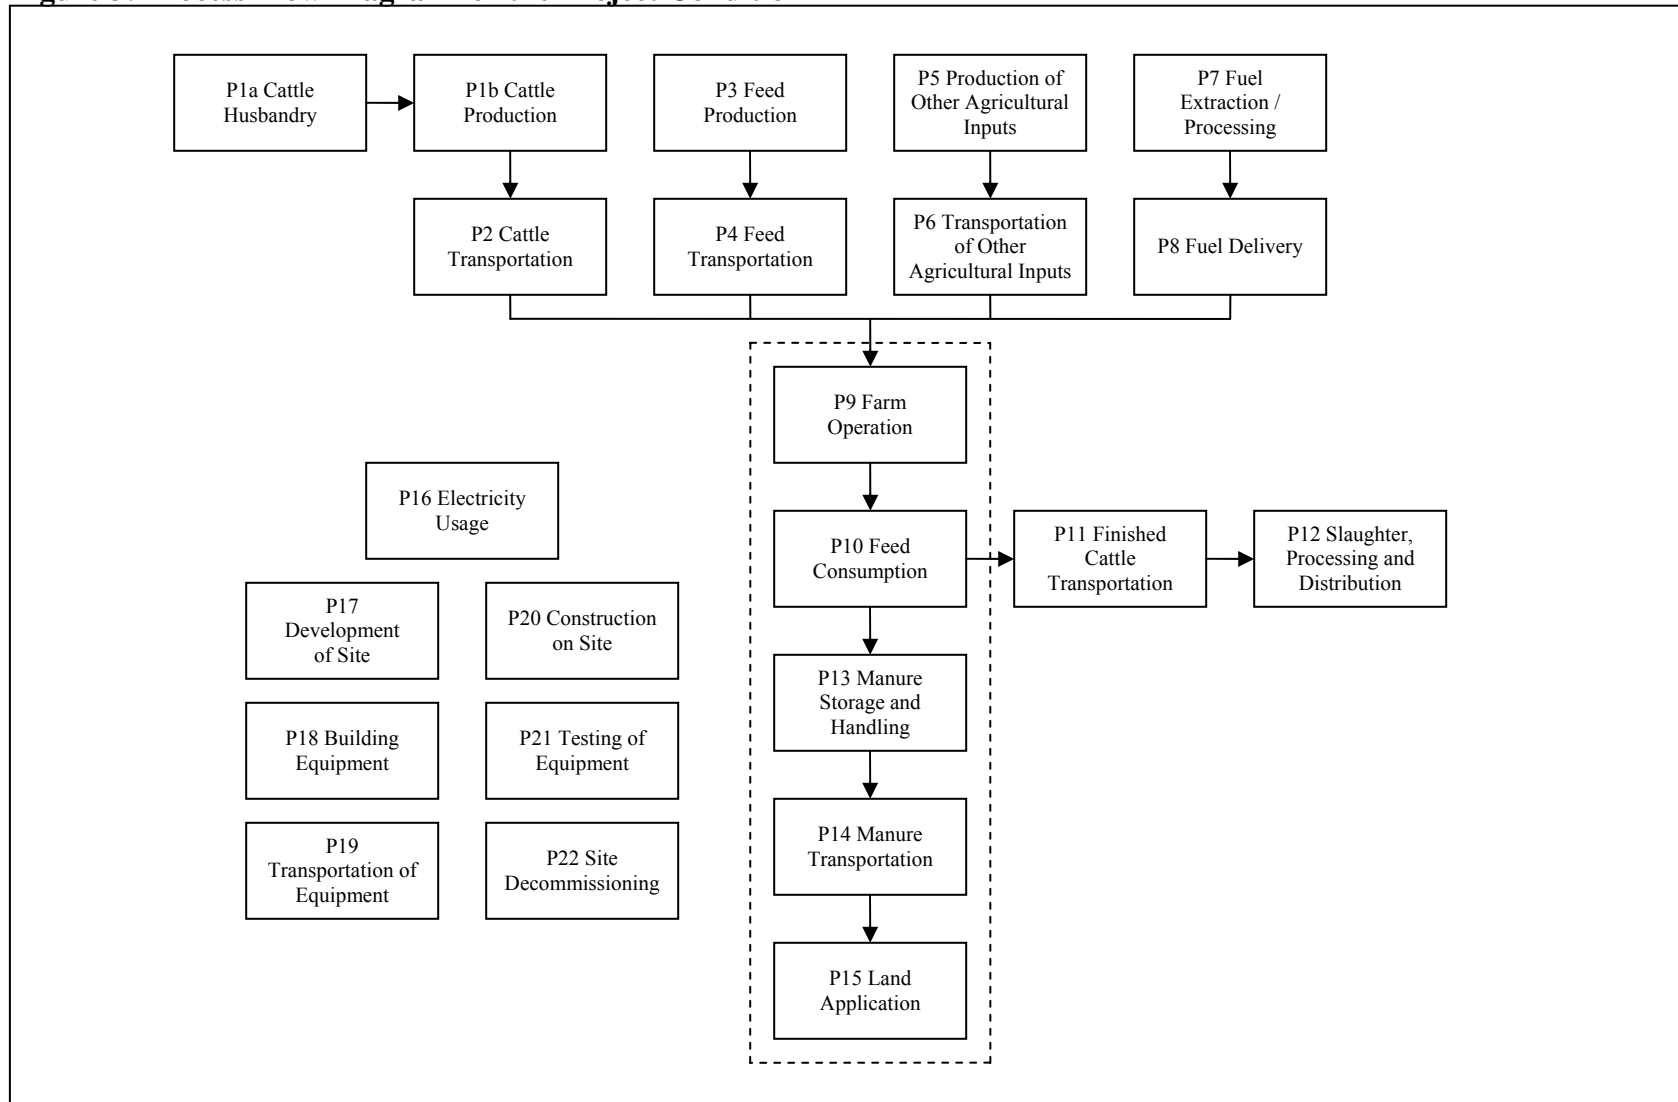 P1a Cattle
Husbandry
P1b Cattle
Production
P3 Feed
Production
P5 Production of
Other Agricultural
Inputs
P7 Fuel
Extraction /
Processing
P2 Cattle
Transportation
P4 Feed
Transportation
P6 Transportation
of Other
Agricultural Inputs
P8 Fuel Delivery
P9 Farm
Operation
P16 Electricity
Usage
P10 Feed
Consumption
P11 Finished
Cattle
Transportation
P12 Slaughter,
Processing and
Distribution
P17
Development
of Site
P20 Construction
on Site
P13 Manure
Storage and
Handling
P18 Building
Equipment
P21 Testing of
Equipment
P14 Manure
Transportation
P19
Transportation of
Equipment
P22 Site
Decommissioning
P15 Land
Application